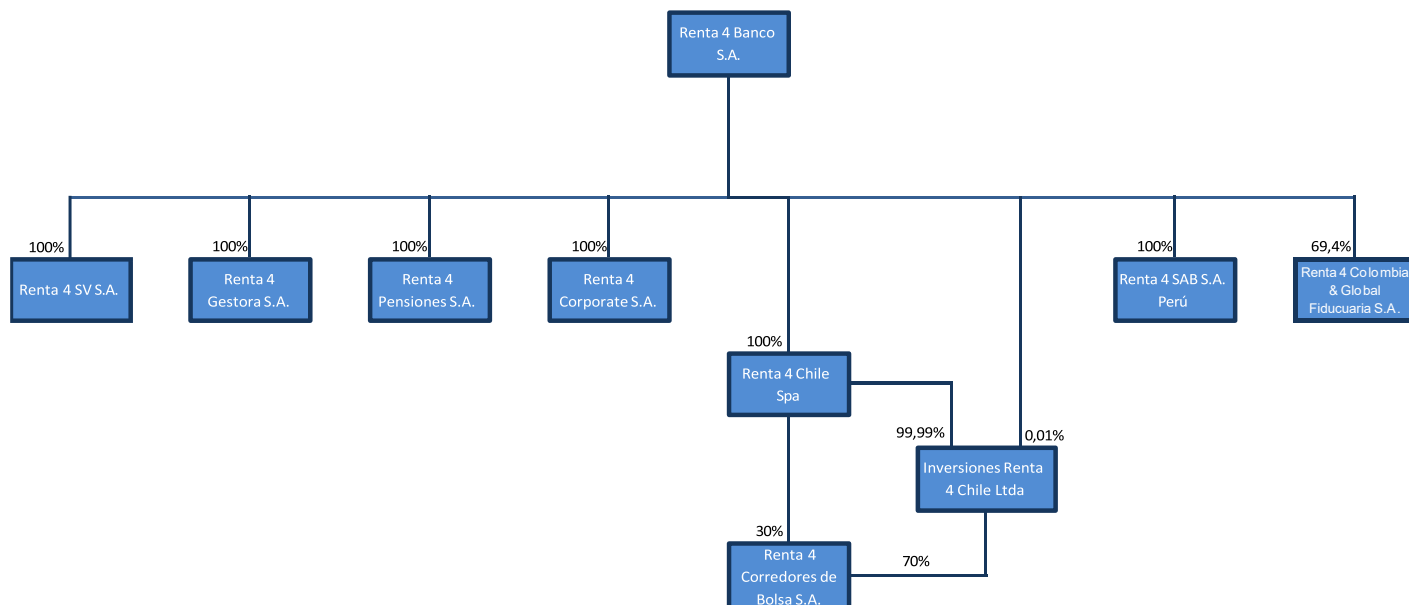 Renta 4 Banco
S.A.
100%
100%
100%
100%
100%
69,4%
Renta 4 SV S.A.
Renta 4
Gestora S.A.
Renta 4
Pensiones S.A.
Renta 4
Corporate S.A.
Renta 4 SAB S.A.
Perú
Renta 4 Colombia
& Global
Fiducuaria S.A.
100%
Renta 4 Chile
Spa
99,99%
0,01%
Inversiones Renta
4 Chile Ltda
30%
70%
Renta 4
Corredores de
Bolsa S.A.